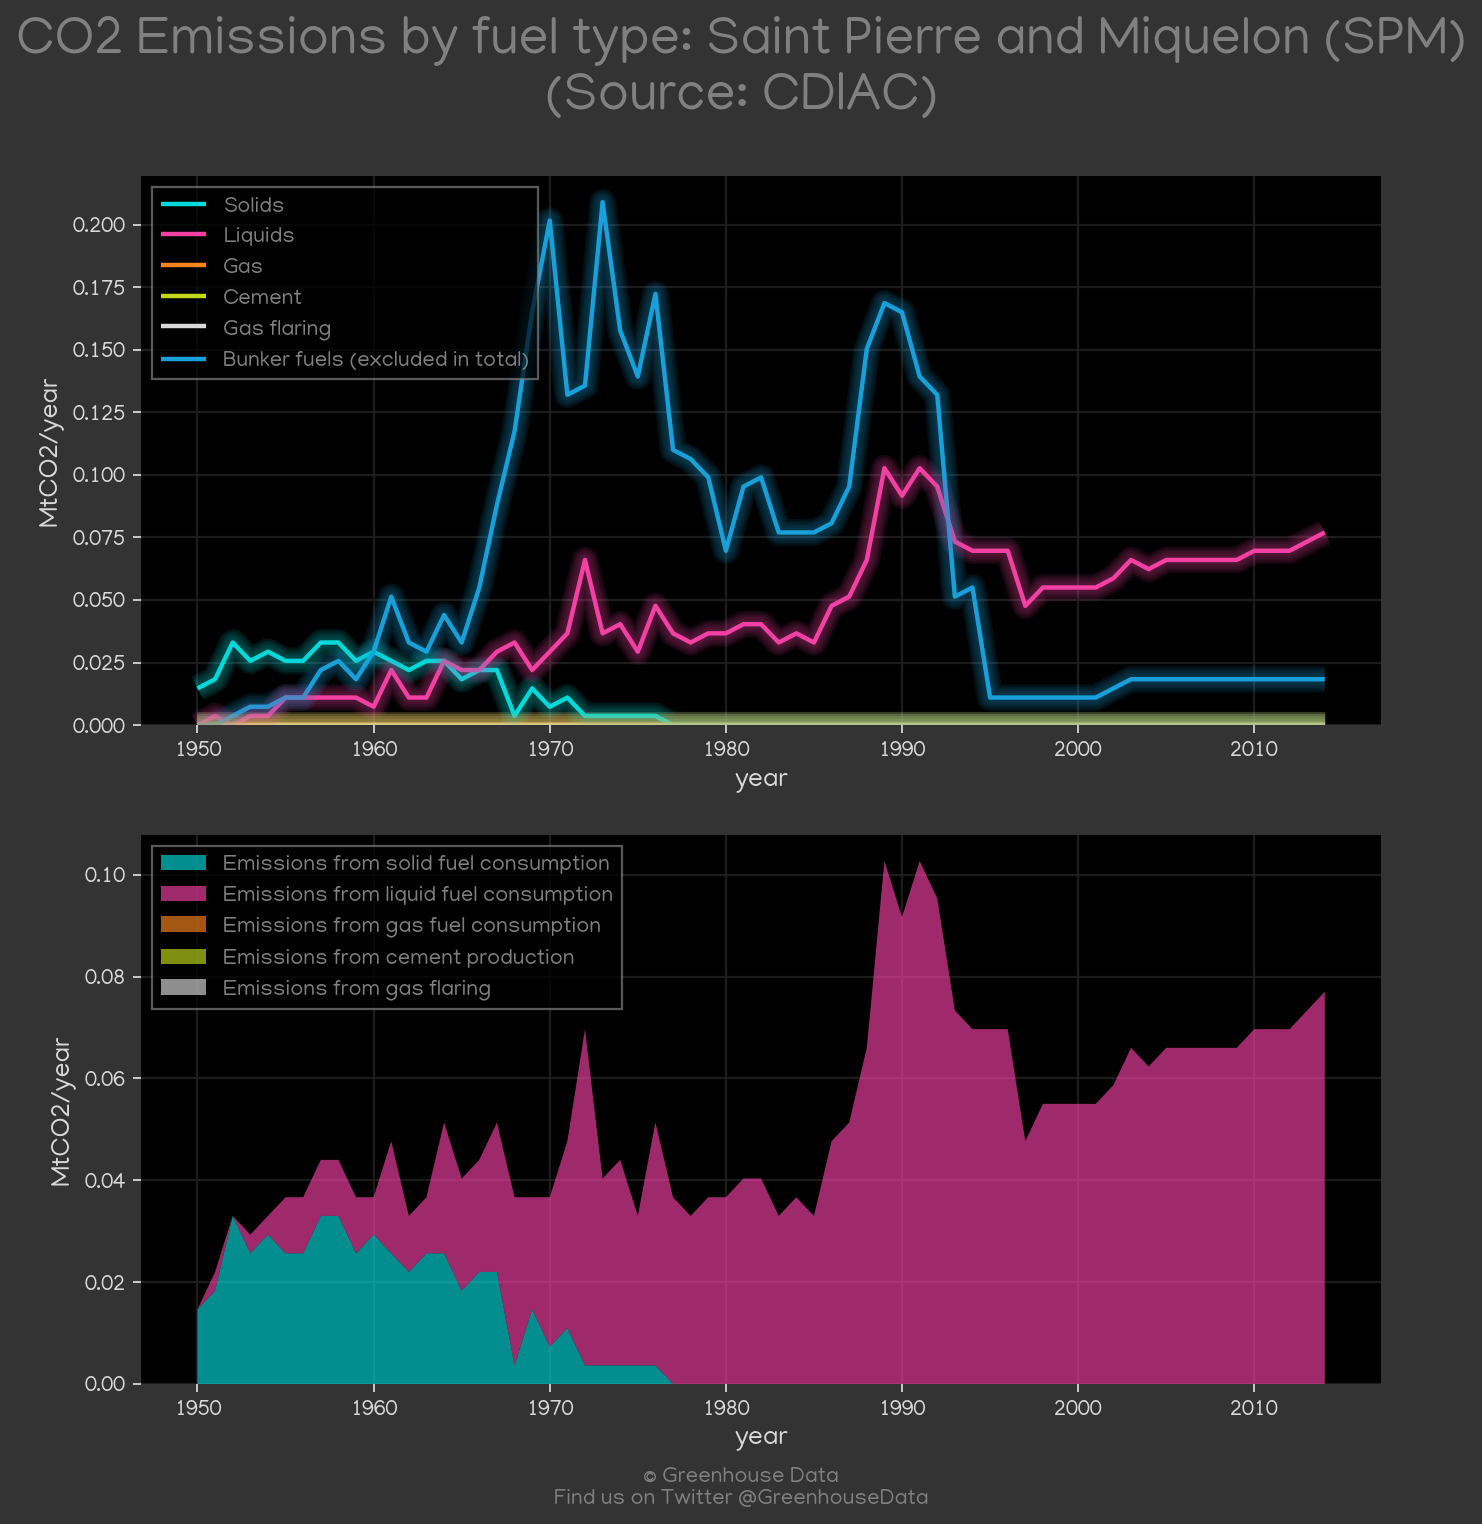 CO2 Emissions by fuel type: Saint Pierre and Miquelon (SPM)
(Source: CDIAC)
Solids
Liquids
Gas
Cement
Gas flaring
Bunker fuels (excluded in total)
MtCO2/year
0.200
0.175
0.150
0.125
0.100
0.075
0.050
0.025
0.000
1950 1960 1970 1980 1990 2000 2010
year
Emissions from solid fuel consumption
Emissions from liquid fuel consumption
Emissions from gas fuel consumption
Emissions from cement production
Emissions from gas flaring
MtCO2/year
0.10
0.08
0.06
0.04
0.02
0.00
1950 1960 1970 1980 1990 2000 2010
year
© Greenhouse Data
Find us on Twitter @GreenhouseData